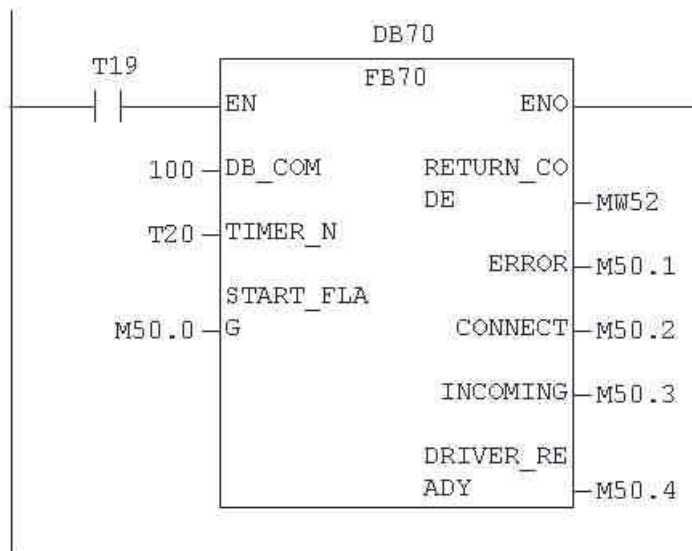 DB70
T19
FB70
EN ENO
100 DB_COM RETURN_CO
DE MW52
T20 TIMER_N
ERROR M50.1
START_FLA
M50.0 G CONNECT M50.2
INCOMING M50.3
DRIVER_RE
ADY M50.4